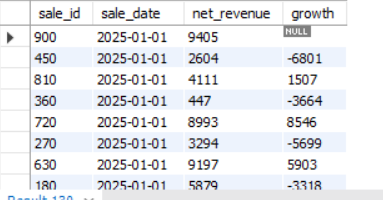 sale_id sale_date net_revenue growth
900 2025-01-01 9405 NULL
450 2025-01-01 2604 -6801
810 2025-01-01 4111 1507
360 2025-01-01 447 -3664
720 2025-01-01 8993 8546
270 2025-01-01 3294 -5699
630 2025-01-01 9197 5903
180 2025-01-01 5879 -3318
Result 130